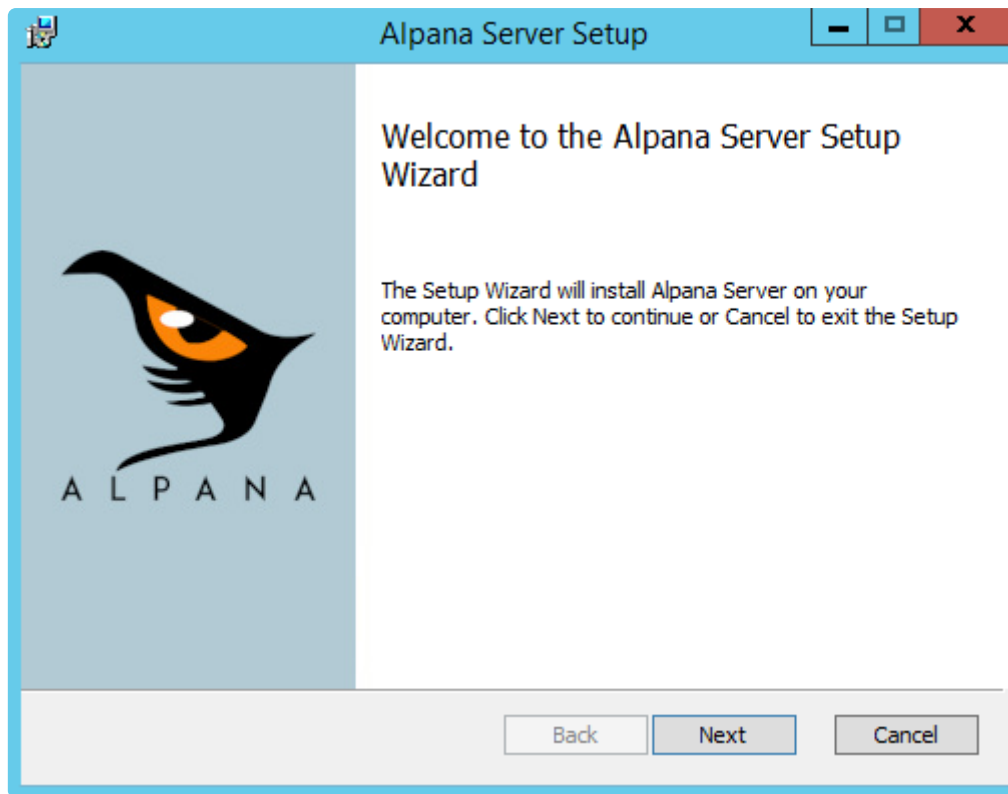 Alpana Server Setup
Welcome to the Alpana Server Setup
Wizard
The Setup Wizard will install Alpana Server on your
computer. Click Next to continue or Cancel to exit the Setup
Wizard.
ALPANA
Back Next Cancel